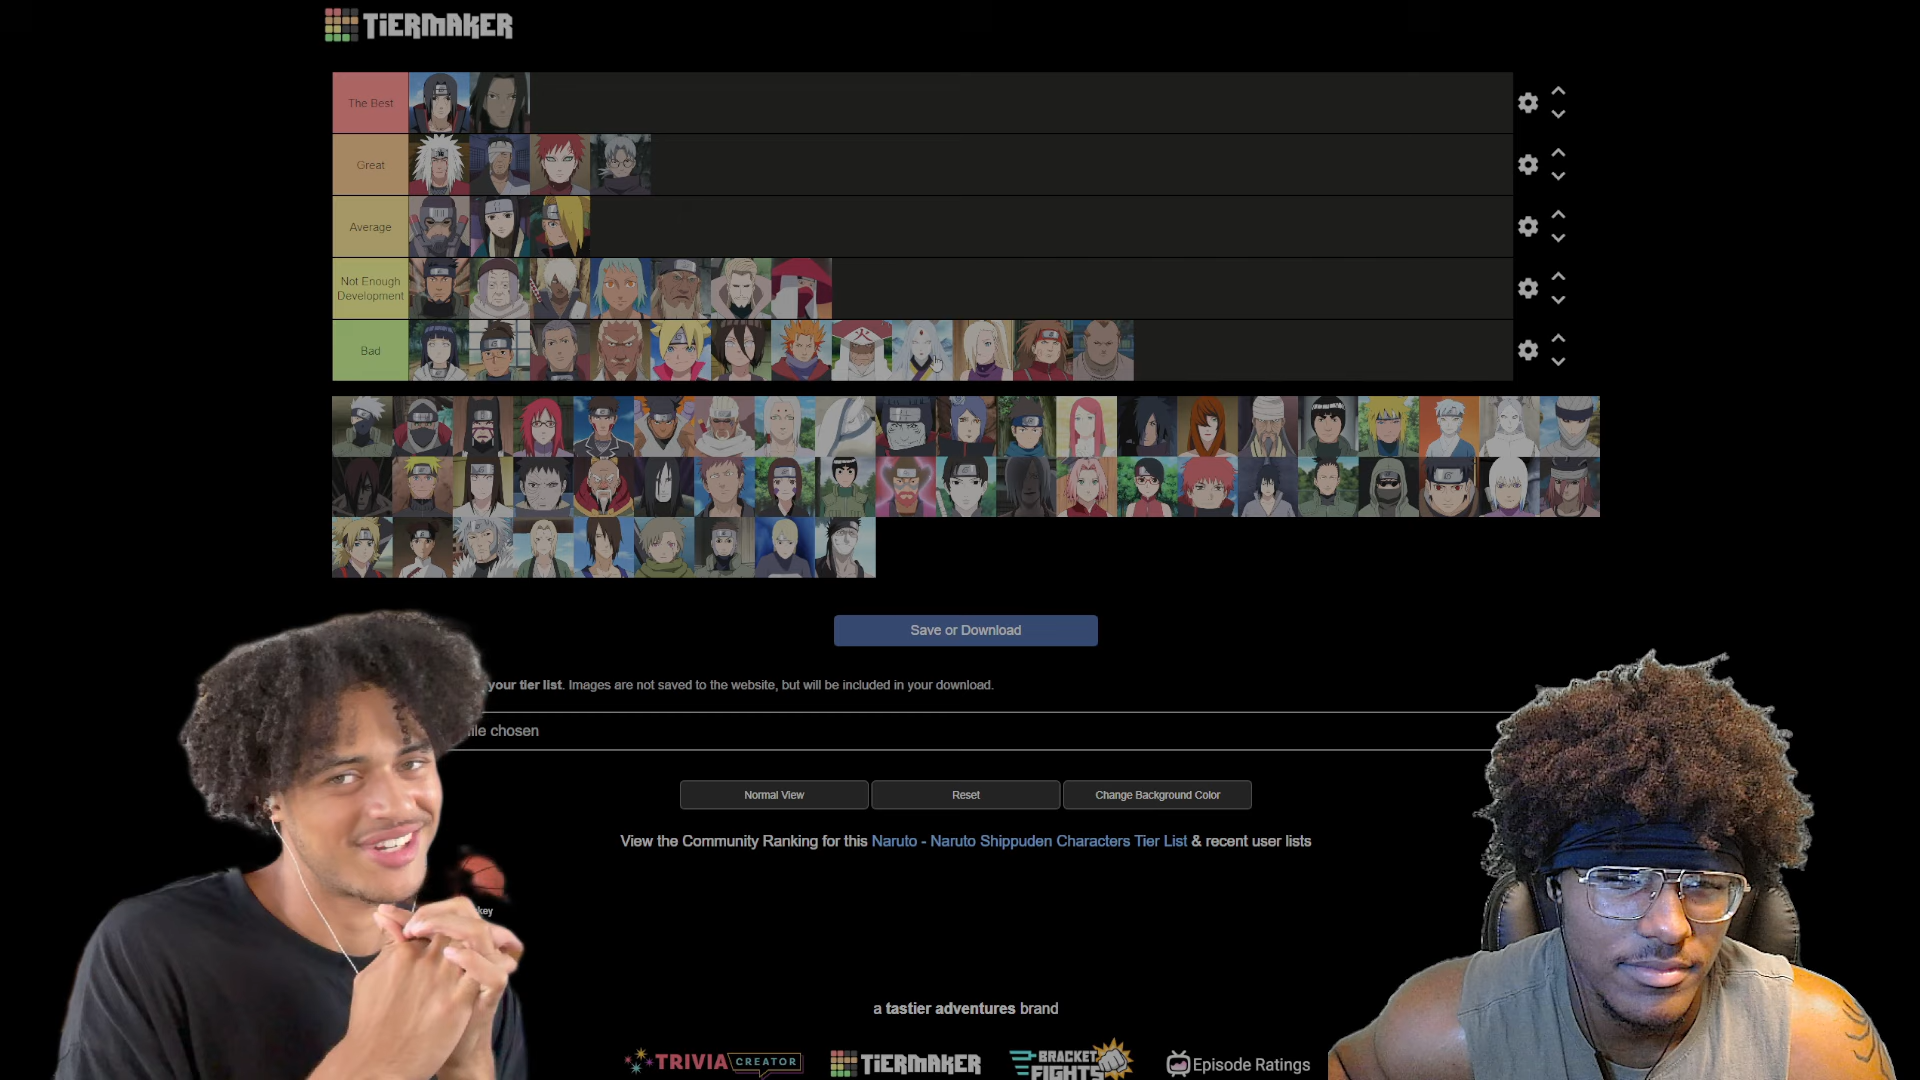 TiERMAKER
The Best
Great
Average
Not Enough
Development
Bad
Save or Download
your tier list. Images are not saved to the website, but will be included in your download.
file chosen
Normal View
Reset
Change Background Color
View the Community Ranking for this Naruto - Naruto Shippuden Characters Tier List & recent user lists
key
a tastier adventures brand
TRIVIA CREATOR
TiERMAKER
BRACKET
FIGHTS
Episode Ratings